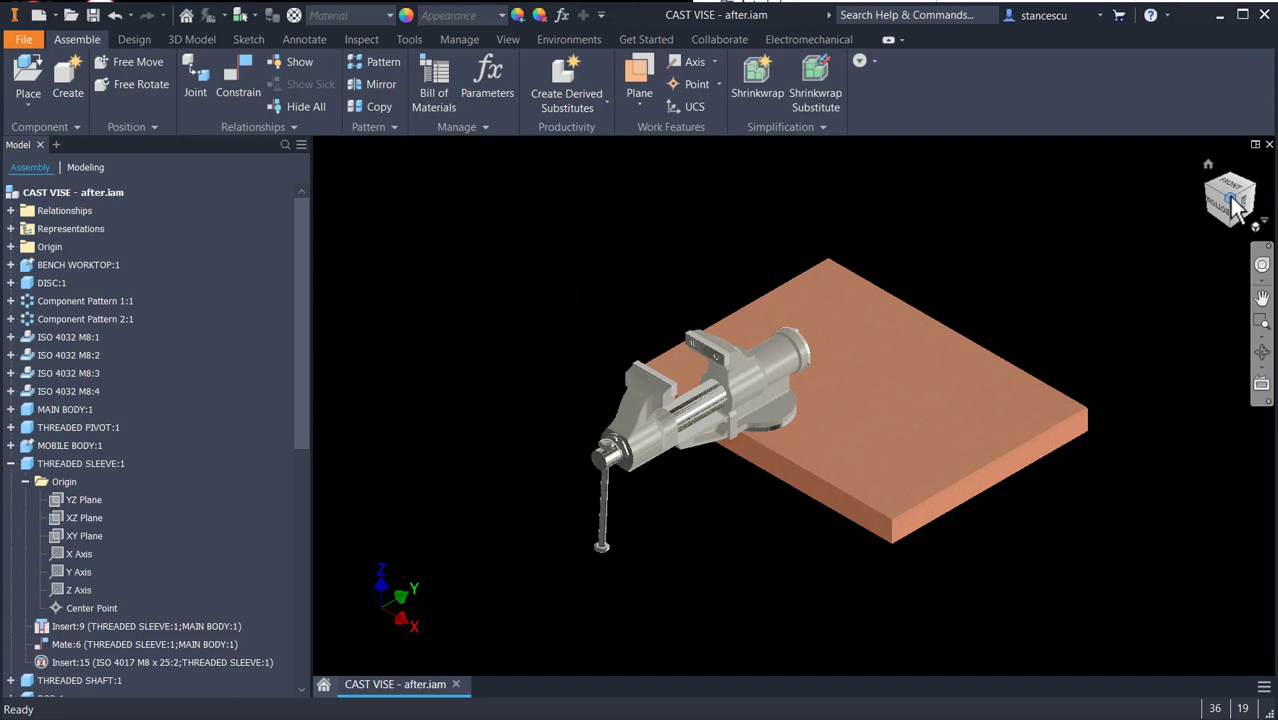 Material
Appearance
CAST VISE - after.iam
Search Help & Commands...
stancescu
File
Assemble
Design
3D Model
Sketch
Annotate
Inspect
Tools
Manage
View
Environments
Get Started
Collaborate
Electromechanical
Place
Create
Free Move
Free Rotate
Joint
Constrain
Show
Show Sick
Hide All
Pattern
Mirror
Copy
Bill of
Materials
Parameters
Create Derived
Substitutes
Plane
Axis
Point
UCS
Shrinkwrap
Shrinkwrap
Substitute
Component
Position
Relationships
Pattern
Manage
Productivity
Work Features
Simplification
Model
Assembly
Modeling
CAST VISE - after.iam
Relationships
Representations
Origin
BENCH WORKTOP:1
DISC:1
Component Pattern 1:1
Component Pattern 2:1
ISO 4032 M8:1
ISO 4032 M8:2
ISO 4032 M8:3
ISO 4032 M8:4
MAIN BODY:1
THREADED PIVOT:1
MOBILE BODY:1
THREADED SLEEVE:1
Origin
YZ Plane
XZ Plane
XY Plane
X Axis
Y Axis
Z Axis
Center Point
Insert:9 (THREADED SLEEVE:1;MAIN BODY:1)
Mate:6 (THREADED SLEEVE:1;MAIN BODY:1)
Insert:15 (ISO 4017 M8 x 25:2;THREADED SLEEVE:1)
THREADED SHAFT:1
FRONT
BOTTOM
Z
Y
X
CAST VISE - after.iam
Ready
36
19